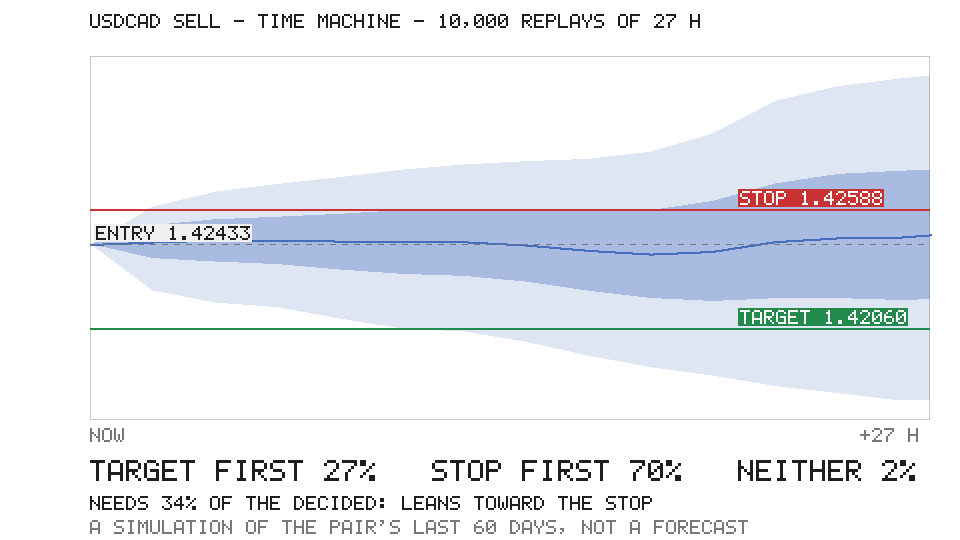 USDCAD SELL - TIME MACHINE - 10,000 REPLAYS OF 27 H
STOP 1.42588
ENTRY 1.42433
TARGET 1.42060
NOW +27 H
TARGET FIRST 27% STOP FIRST 70% NEITHER 2%
NEEDS 34% OF THE DECIDED: LEANS TOWARD THE STOP
A SIMULATION OF THE PAIR'S LAST 60 DAYS, NOT A FORECAST